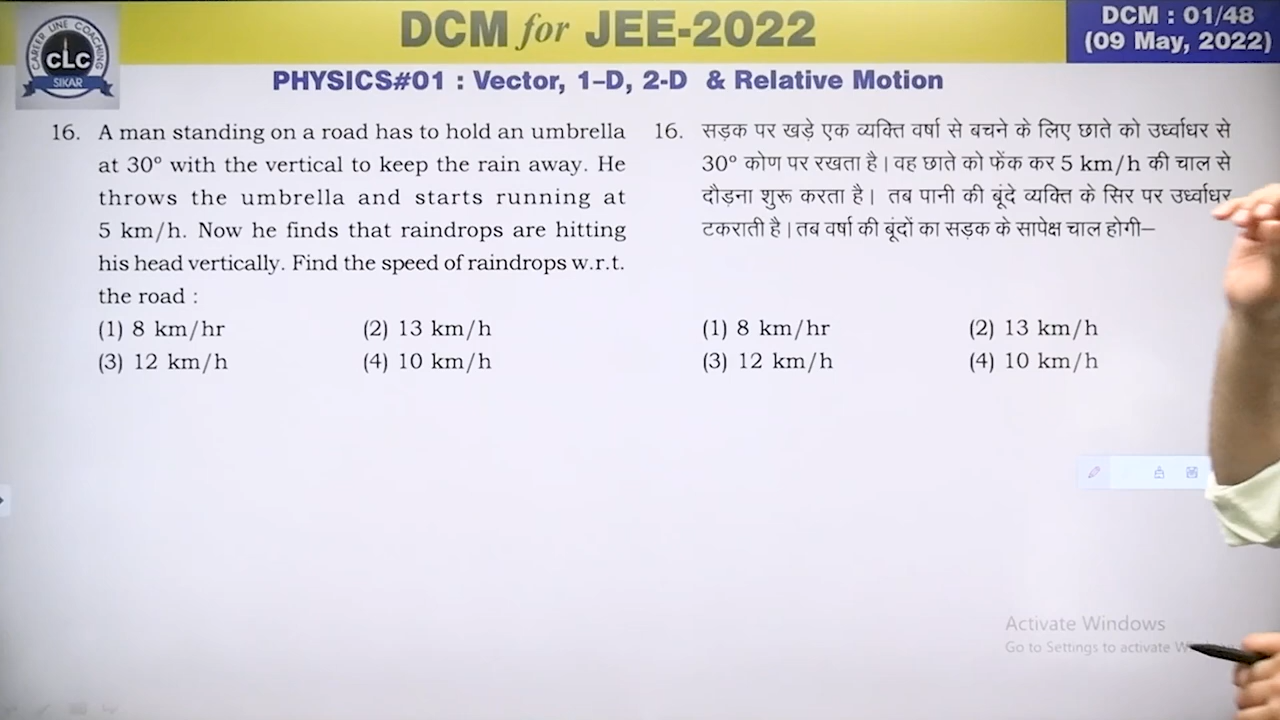 DCM for JEE-2022
DCM : 01/48
(09 May, 2022)
CAREER LINE COACHING
CLC
SIKAR
PHYSICS#01 : Vector, 1–D, 2-D & Relative Motion
16. A man standing on a road has to hold an umbrella
at 30º with the vertical to keep the rain away. He
throws the umbrella and starts running at
5 km/h. Now he finds that raindrops are hitting
his head vertically. Find the speed of raindrops w.r.t.
the road :
(1) 8 km/hr (2) 13 km/h
(3) 12 km/h (4) 10 km/h
16. सड़क पर खड़े एक व्यक्ति वर्षा से बचने के लिए छाते को उर्ध्वाधर से
30º कोण पर रखता है। वह छाते को फेंक कर 5 km/h की चाल से
दौड़ना शुरू करता है। तब पानी की बूंदे व्यक्ति के सिर पर उर्ध्वाधर
टकराती है। तब वर्षा की बूंदों का सड़क के सापेक्ष चाल होगी–
(1) 8 km/hr (2) 13 km/h
(3) 12 km/h (4) 10 km/h
Activate Windows
Go to Settings to activate